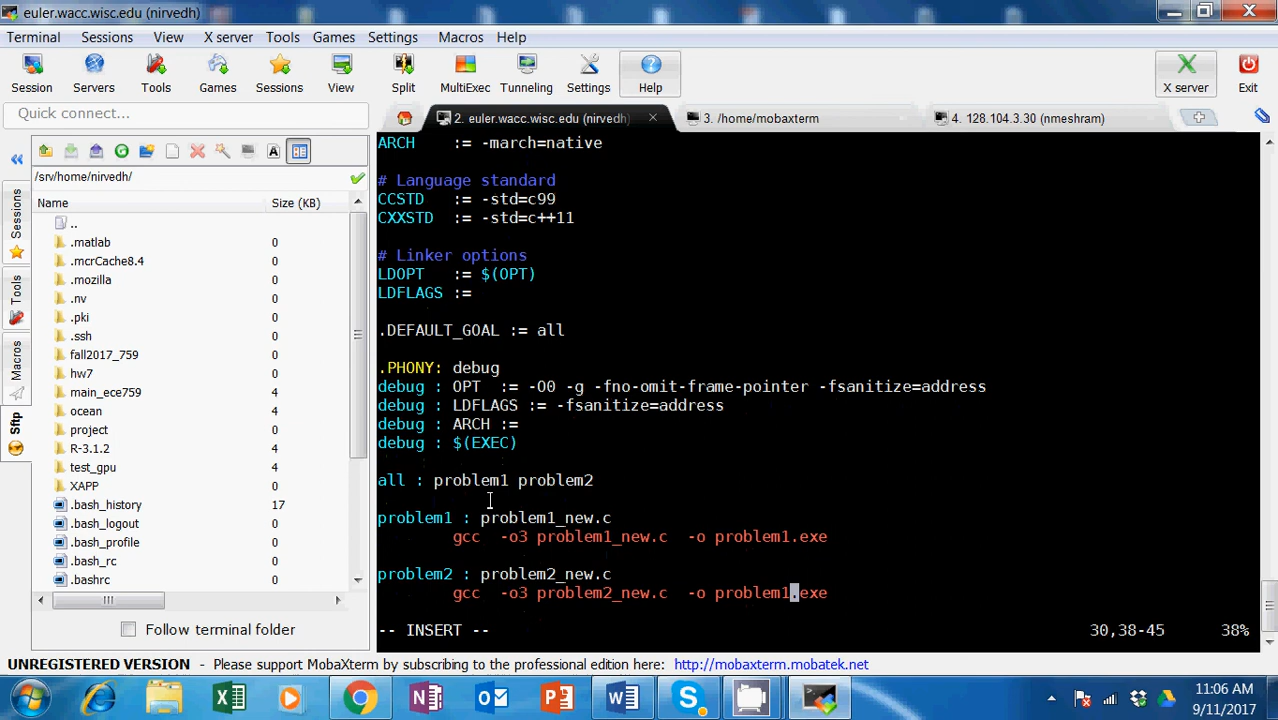 euler.wacc.wisc.edu (nirvedh)
Terminal Sessions View X server Tools Games Settings Macros Help
Session Servers Tools Games Sessions View Split MultiExec Tunneling Settings Help X server Exit
Quick connect...
2. euler.wacc.wisc.edu (nirvedh)
3. /home/mobaxterm
4. 128.104.3.30 (nmeshram)
Sessions
Tools
Macros
Sftp
/srv/home/nirvedh/
Name Size (KB)
..
.matlab 0
.mcrCache8.4 0
.mozilla 0
.nv 0
.pki 0
.ssh 0
fall2017_759 0
hw7 0
main_ece759 4
ocean 4
project 0
R-3.1.2 4
test_gpu 4
XAPP 0
.bash_history 17
.bash_logout 0
.bash_profile 0
.bash_rc 0
.bashrc 0
Follow terminal folder
ARCH := -march=native
# Language standard
CCSTD := -std=c99
CXXSTD := -std=c++11
# Linker options
LDOPT := $(OPT)
LDFLAGS :=
.DEFAULT_GOAL := all
.PHONY: debug
debug : OPT := -O0 -g -fno-omit-frame-pointer -fsanitize=address
debug : LDFLAGS := -fsanitize=address
debug : ARCH :=
debug : $(EXEC)
all : problem1 problem2
problem1 : problem1_new.c
gcc -o3 problem1_new.c -o problem1.exe
problem2 : problem2_new.c
gcc -o3 problem2_new.c -o problem1.exe
-- INSERT -- 30,38-45 38%
UNREGISTERED VERSION - Please support MobaXterm by subscribing to the professional edition here: http://mobaxterm.mobatek.net
11:06 AM
9/11/2017